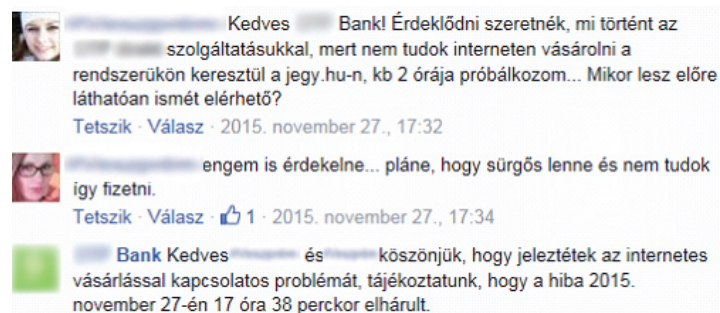 Kedves Bank! Érdeklődni szeretnék, mi történt az
szolgáltatásukkal, mert nem tudok interneten vásárolni a
rendszerükön keresztül a jegy.hu-n, kb 2 órája próbálkozom... Mikor lesz előre
láthatóan ismét elérhető?
Tetszik · Válasz · 2015. november 27., 17:32
engem is érdekelne... pláne, hogy sürgős lenne és nem tudok
így fizetni.
Tetszik · Válasz · 1 · 2015. november 27., 17:34
Bank Kedves és köszönjük, hogy jeleztétek az internetes
vásárlással kapcsolatos problémát, tájékoztatunk, hogy a hiba 2015.
november 27-én 17 óra 38 perckor elhárult.